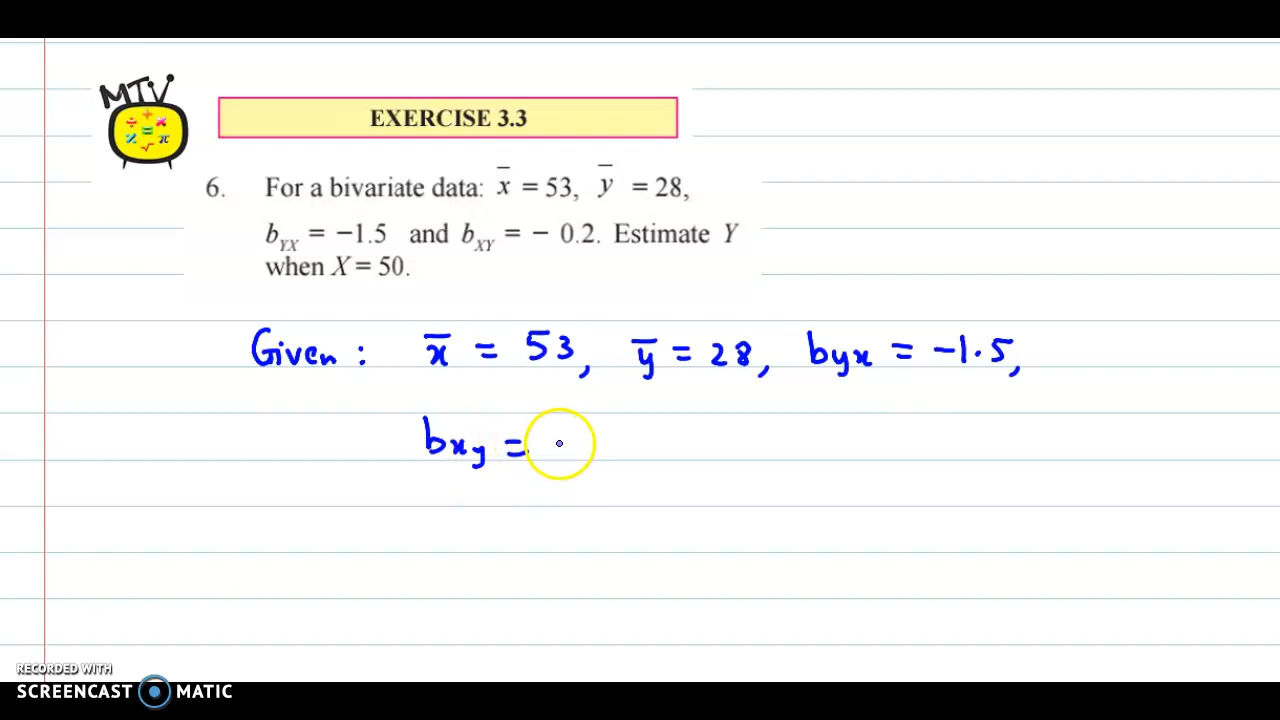 MTV
EXERCISE 3.3
6. For a bivariate data: x̅ = 53, y̅ = 28,
b_YX = −1.5 and b_XY = − 0.2. Estimate Y
when X = 50.
Given : x̅ = 53, y̅ = 28, byx = -1.5,
bxy =
RECORDED WITH
SCREENCAST MATIC